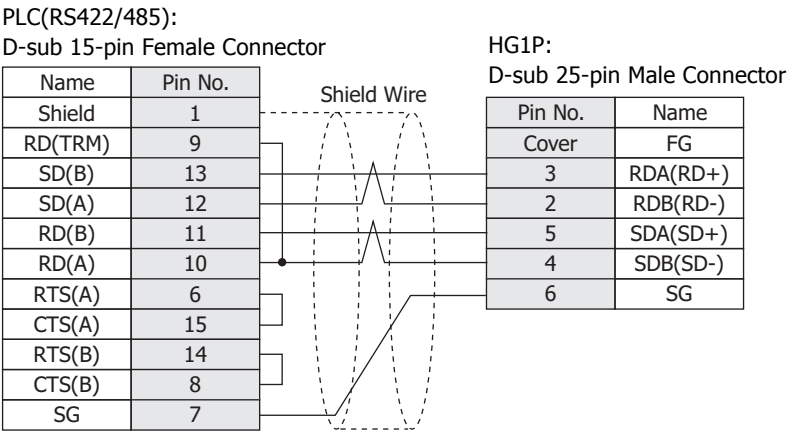 PLC(RS422/485):
D-sub 15-pin Female Connector
Name Pin No.
Shield 1
RD(TRM) 9
SD(B) 13
SD(A) 12
RD(B) 11
RD(A) 10
RTS(A) 6
CTS(A) 15
RTS(B) 14
CTS(B) 8
SG 7
Shield Wire
HG1P:
D-sub 25-pin Male Connector
Pin No. Name
Cover FG
3 RDA(RD+)
2 RDB(RD-)
5 SDA(SD+)
4 SDB(SD-)
6 SG